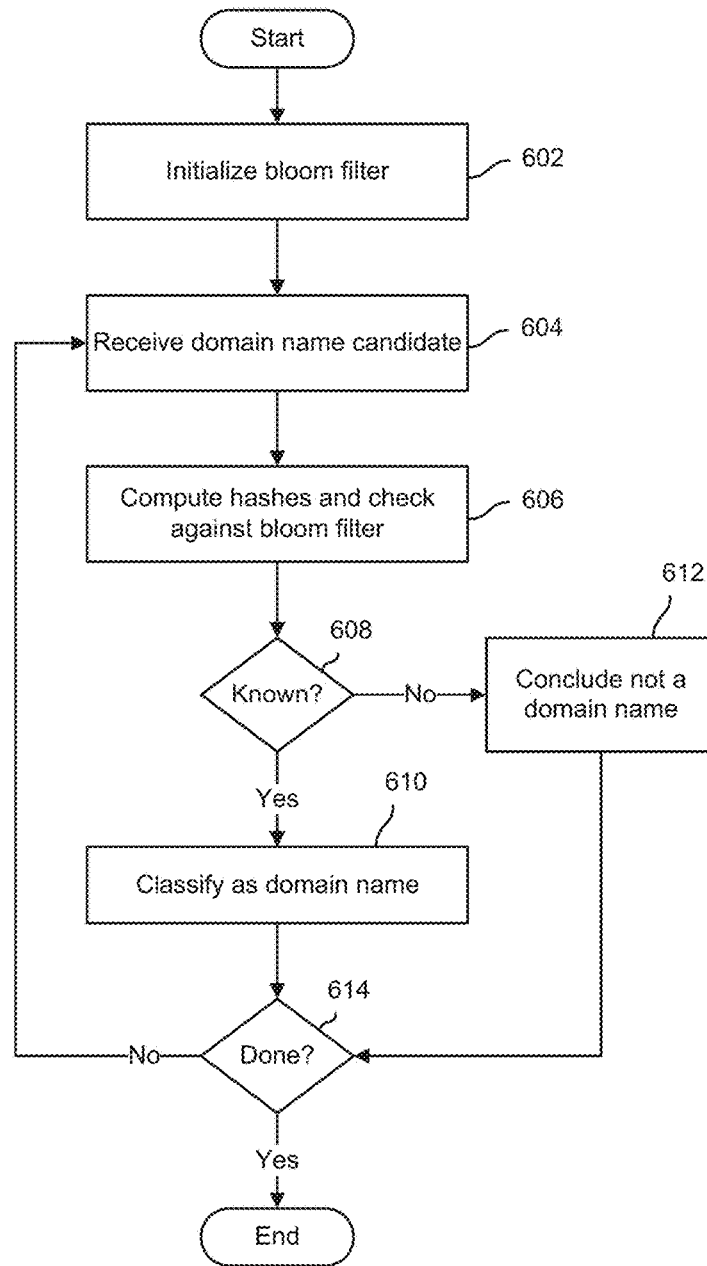 Start
Initialize bloom filter
602
Receive domain name candidate
604
Compute hashes and check
against bloom filter
606
608
Known?
No
612
Conclude not a
domain name
Yes
610
Classify as domain name
614
Done?
No
Yes
End